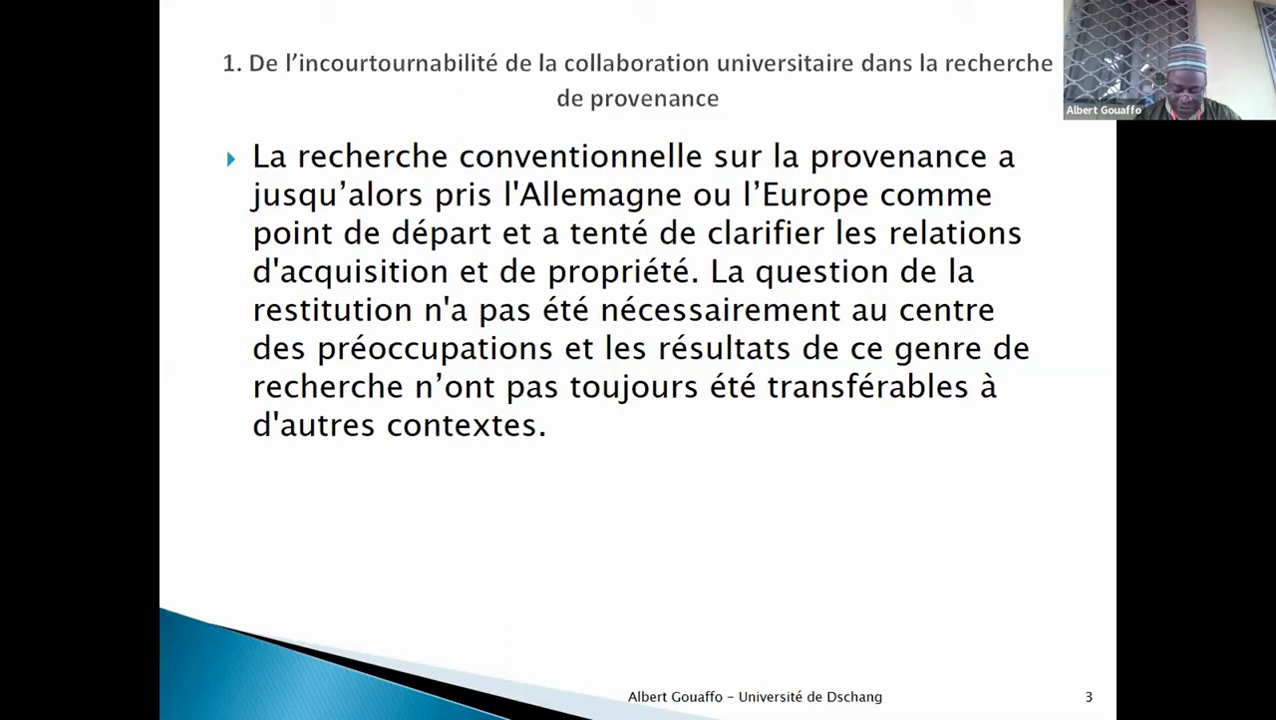 1. De l’incourtournabilité de la collaboration universitaire dans la recherche
de provenance
Albert Gouaffo
La recherche conventionnelle sur la provenance a
jusqu’alors pris l'Allemagne ou l’Europe comme
point de départ et a tenté de clarifier les relations
d'acquisition et de propriété. La question de la
restitution n'a pas été nécessairement au centre
des préoccupations et les résultats de ce genre de
recherche n’ont pas toujours été transférables à
d'autres contextes.
Albert Gouaffo – Université de Dschang
3